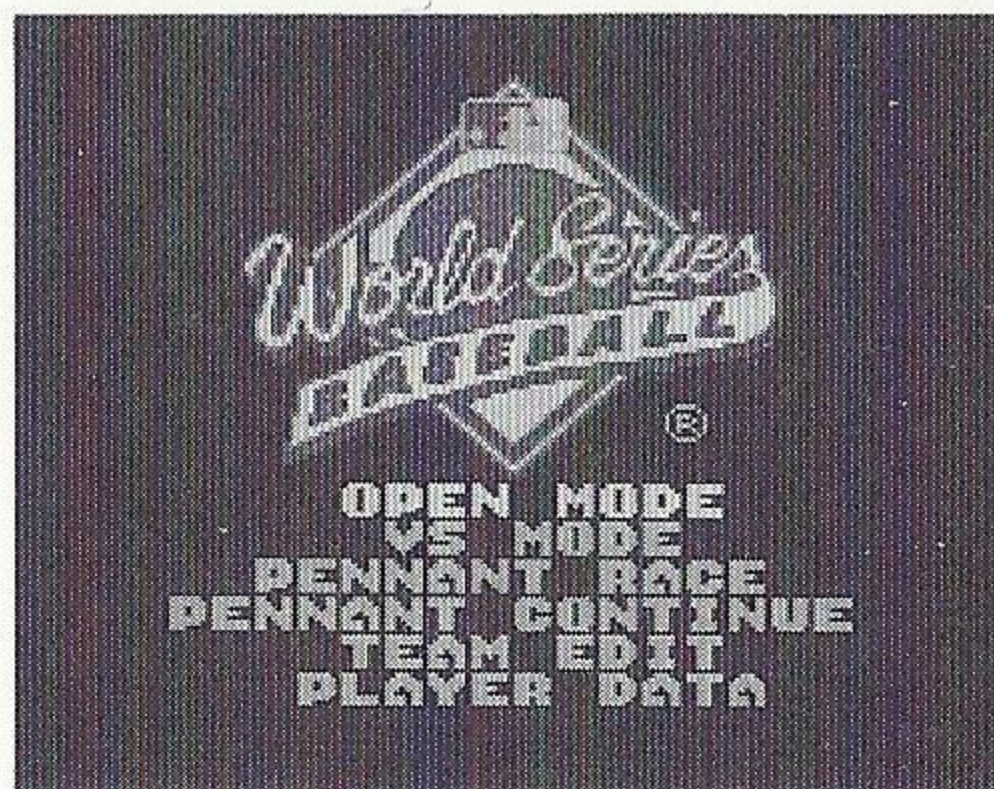 World Series
BASEBALL
®
OPEN MODE
VS MODE
PENNANT RACE
PENNANT CONTINUE
TEAM EDIT
PLAYER DATA